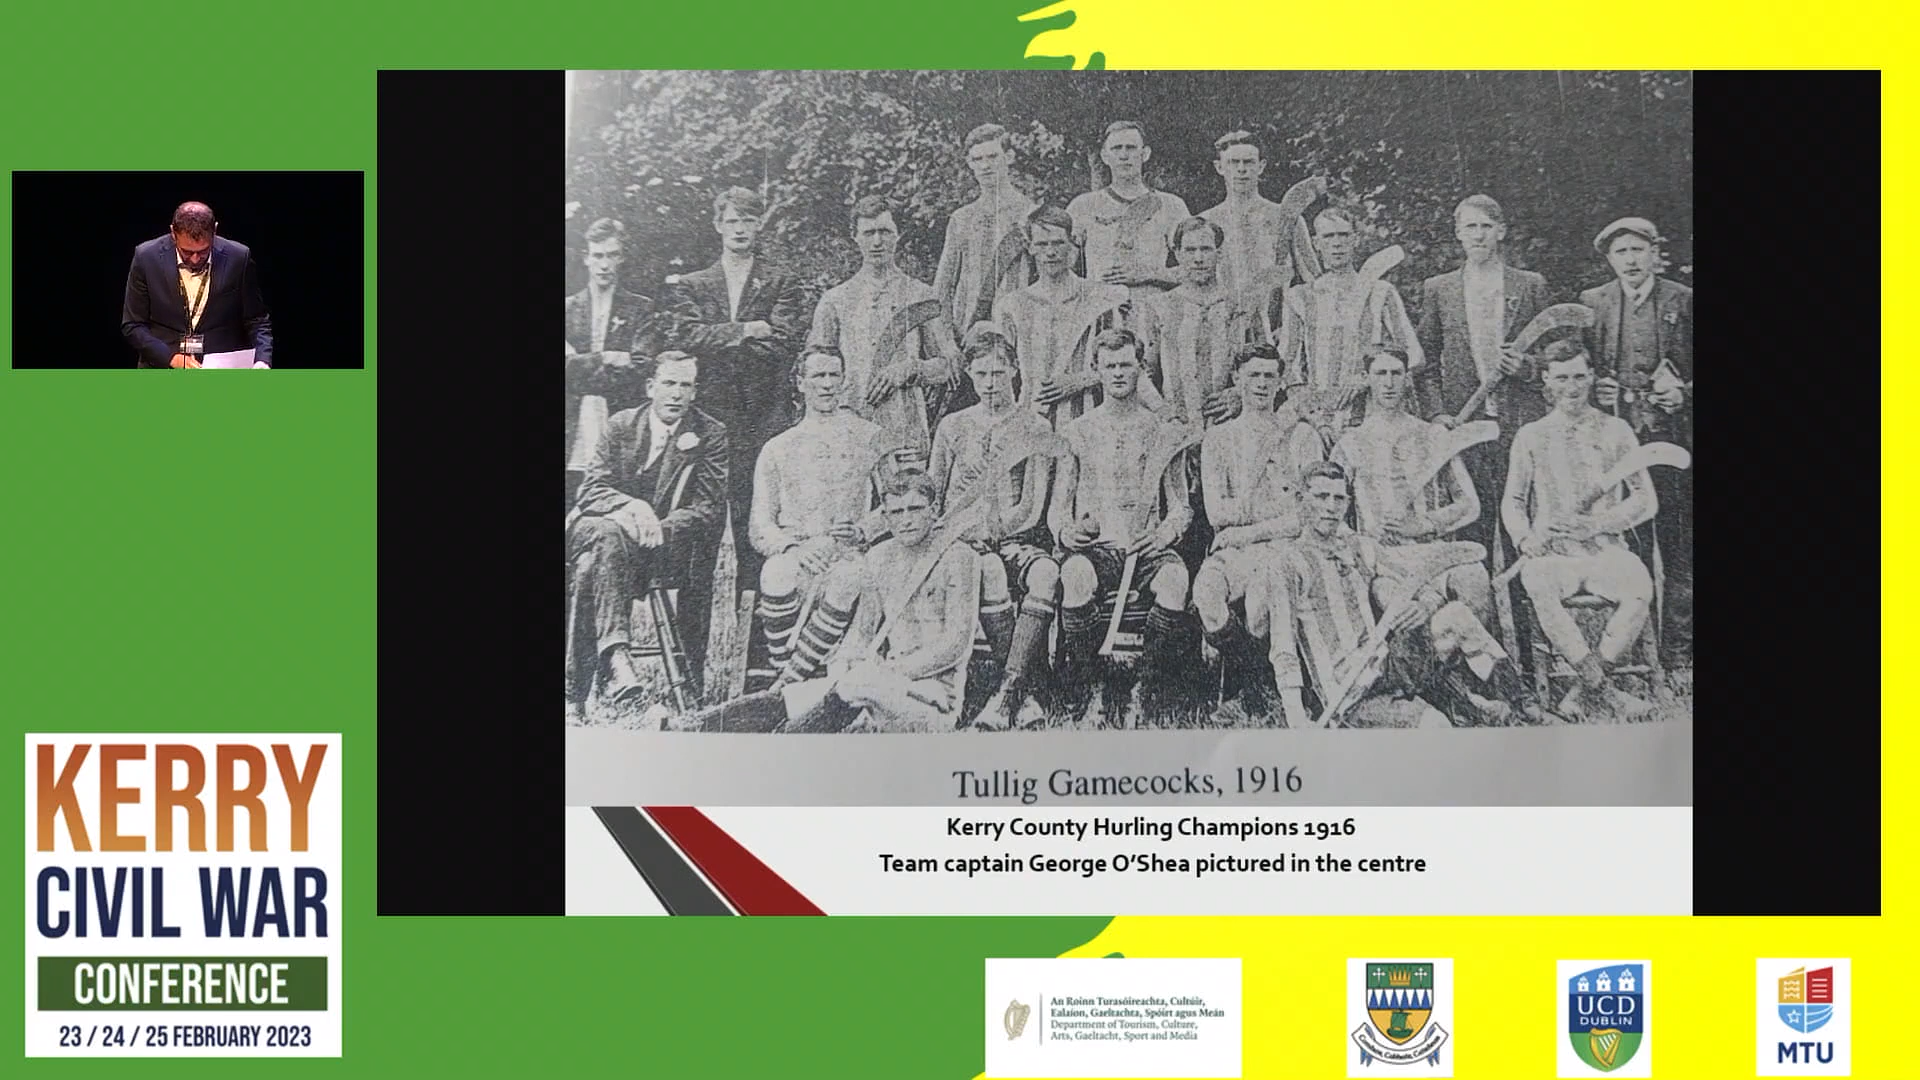 Tullig Gamecocks, 1916
Kerry County Hurling Champions 1916
Team captain George O'Shea pictured in the centre
KERRY
CIVIL WAR
CONFERENCE
23 / 24 / 25 FEBRUARY 2023
An Roinn Turasóireachta, Cultúir,
Ealaíon, Gaeltachta, Spóirt agus Meán
Department of Tourism, Culture,
Arts, Gaeltacht, Sport and Media
UCD
DUBLIN
MTU